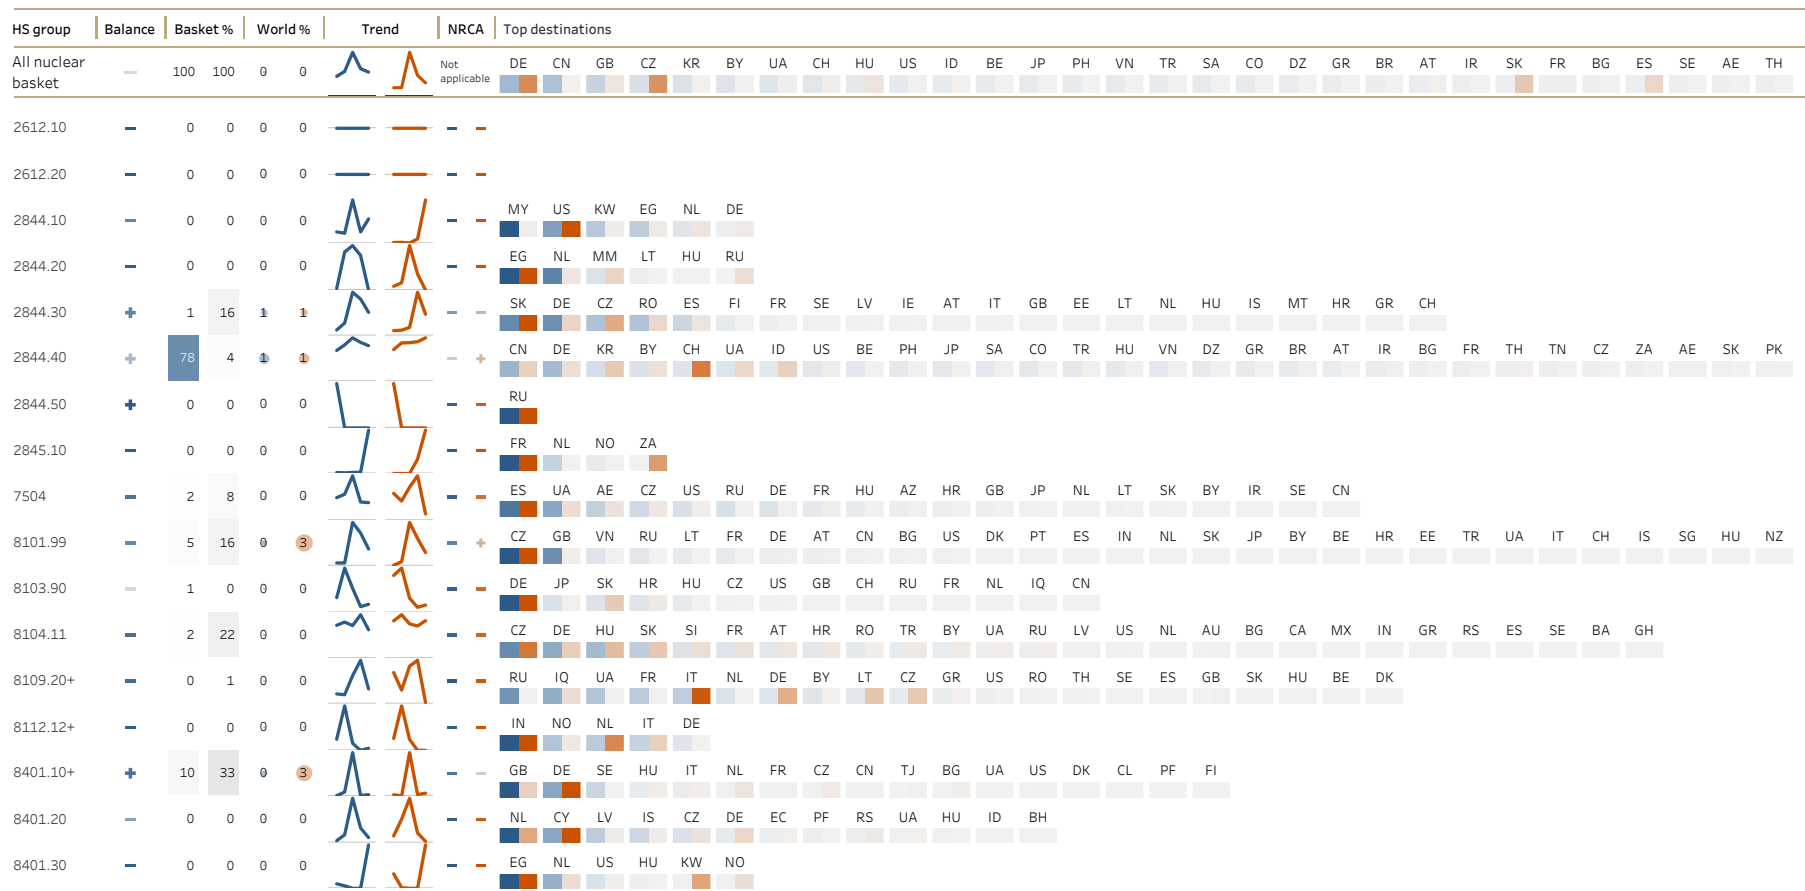 HS group Balance Basket % World % Trend NRCA Top destinations
All nuclear basket 100 100 0 0 Not applicable DE CN GB CZ KR BY UA CH HU US ID BE JP PH VN TR SA CO DZ GR BR AT IR SK FR BG ES SE AE TH
2612.10 0 0 0 0
2612.20 0 0 0 0
2844.10 0 0 0 0 MY US KW EG NL DE
2844.20 0 0 0 0 EG NL MM LT HU RU
2844.30 1 16 1 1 SK DE CZ RO ES FI FR SE LV IE AT IT GB EE LT NL HU IS MT HR GR CH
2844.40 78 4 1 1 CN DE KR BY CH UA ID US BE PH JP SA CO TR HU VN DZ GR BR AT IR BG FR TH TN CZ ZA AE SK PK
2844.50 0 0 0 0 RU
2845.10 0 0 0 0 FR NL NO ZA
7504 2 8 0 0 ES UA AE CZ US RU DE FR HU AZ HR GB JP NL LT SK BY IR SE CN
8101.99 5 16 0 3 CZ GB VN RU LT FR DE AT CN BG US DK PT ES IN NL SK JP BY BE HR EE TR UA IT CH IS SG HU NZ
8103.90 1 0 0 0 DE JP SK HR HU CZ US GB CH RU FR NL IQ CN
8104.11 2 22 0 0 CZ DE HU SK SI FR AT HR RO TR BY UA RU LV US NL AU BG CA MX IN GR RS ES SE BA GH
8109.20+ 0 1 0 0 RU IQ UA FR IT NL DE BY LT CZ GR US RO TH SE ES GB SK HU BE DK
8112.12+ 0 0 0 0 IN NO NL IT DE
8401.10+ 10 33 0 3 GB DE SE HU IT NL FR CZ CN TJ BG UA US DK CL PF FI
8401.20 0 0 0 0 NL CY LV IS CZ DE EC PF RS UA HU ID BH
8401.30 0 0 0 0 EG NL US HU KW NO